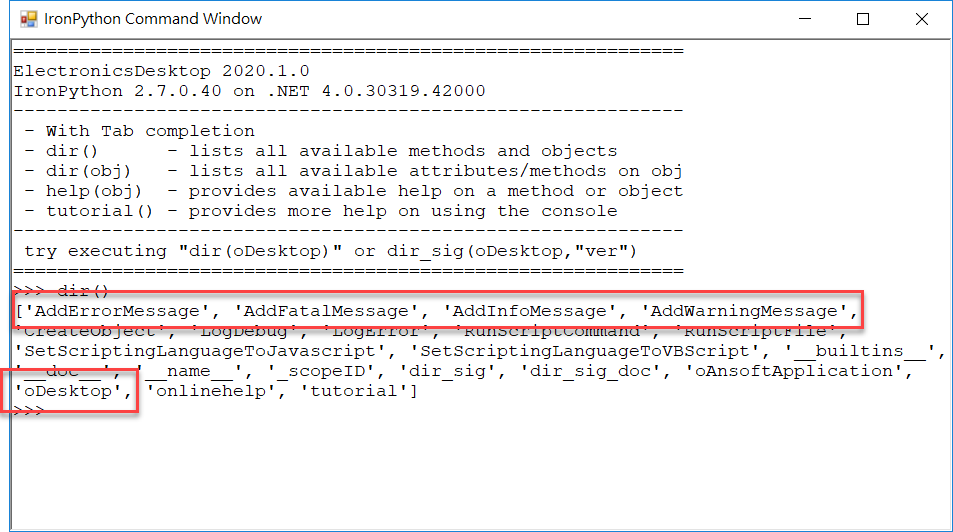 IronPython Command Window
==============================================================
ElectronicsDesktop 2020.1.0
IronPython 2.7.0.40 on .NET 4.0.30319.42000
--------------------------------------------------------------
- With Tab completion
- dir()      - lists all available methods and objects
- dir(obj)   - lists all available attributes/methods on obj
- help(obj)  - provides available help on a method or object
- tutorial() - provides more help on using the console
--------------------------------------------------------------
try executing "dir(oDesktop)" or dir_sig(oDesktop,"ver")
==============================================================
>>> dir()
['AddErrorMessage', 'AddFatalMessage', 'AddInfoMessage', 'AddWarningMessage',
'CreateObject', 'LogDebug', 'LogError', 'RunScriptCommand', 'RunScriptFile',
'SetScriptingLanguageToJavascript', 'SetScriptingLanguageToVBScript', '__builtins__',
'__doc__', '__name__', '_scopeID', 'dir_sig', 'dir_sig_doc', 'oAnsoftApplication',
'oDesktop', 'onlinehelp', 'tutorial']
>>>